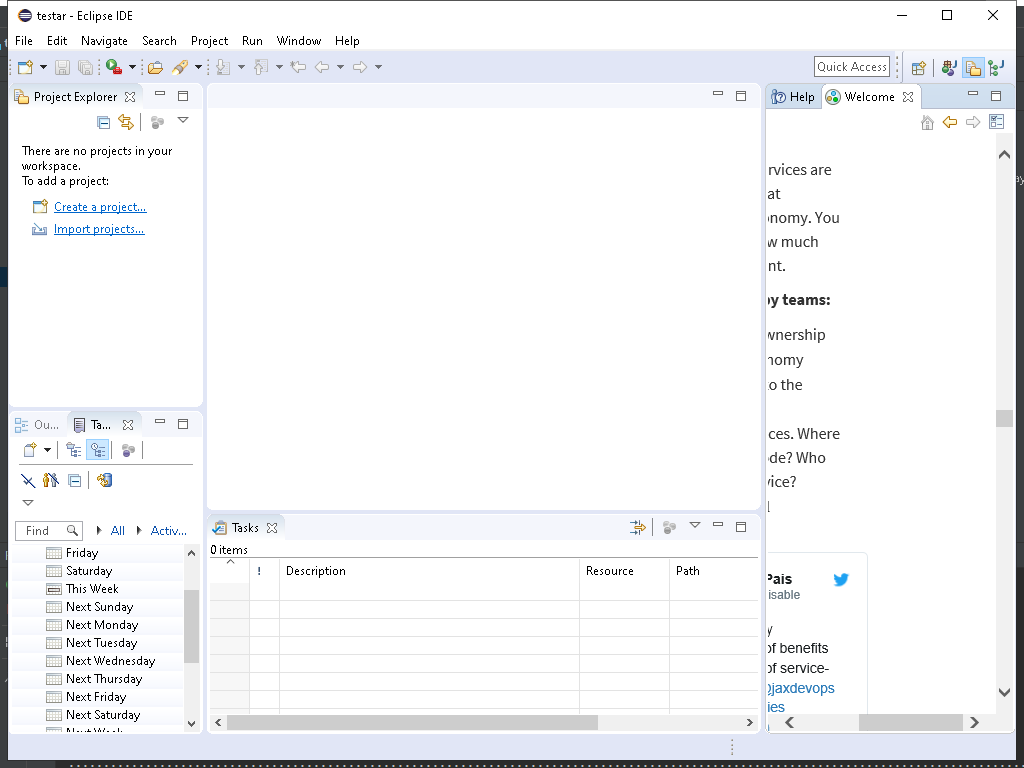 testar - Eclipse IDE
File Edit Navigate Search Project Run Window Help
Quick Access
Project Explorer
There are no projects in your
workspace.
To add a project:
Create a project...
Import projects...
Ou... Ta...
Find All Activ...
Friday
Saturday
This Week
Next Sunday
Next Monday
Next Tuesday
Next Wednesday
Next Thursday
Next Friday
Next Saturday
Next Week
Tasks
0 items
! Description Resource Path
Help Welcome
rvices are
at
onomy. You
w much
nt.
by teams:
wnership
nomy
o the
ces. Where
ode? Who
vice?
Pais
isable
y
of benefits
of service-
@jaxdevops
ies